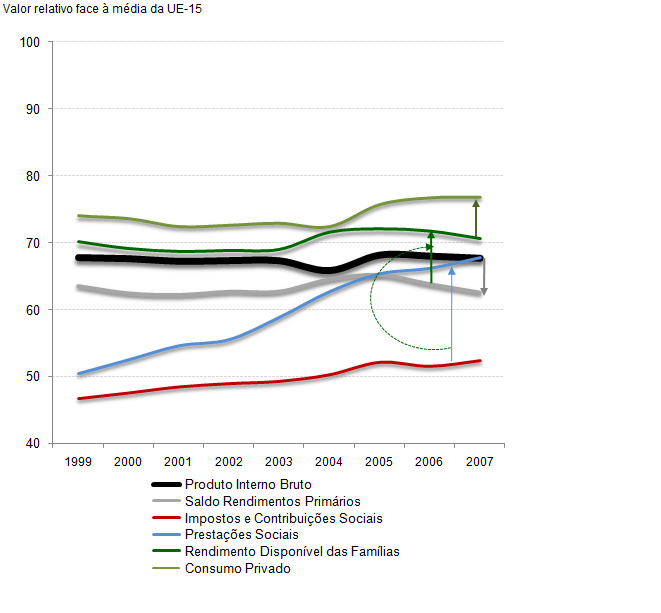 Valor relativo face à média da UE-15
100
90
80
70
60
50
40
1999 2000 2001 2002 2003 2004 2005 2006 2007
Produto Interno Bruto
Saldo Rendimentos Primários
Impostos e Contribuições Sociais
Prestações Sociais
Rendimento Disponível das Famílias
Consumo Privado